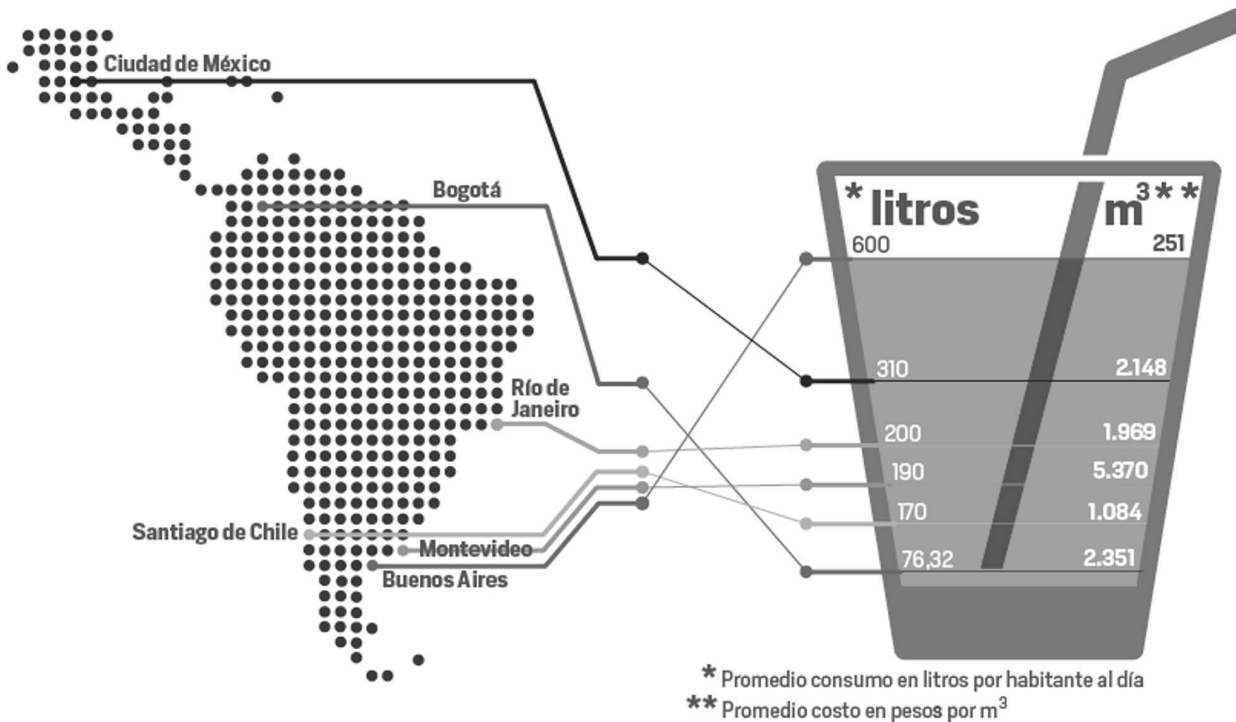 Ciudad de México
Bogotá
Río de
Janeiro
Santiago de Chile
Montevideo
Buenos Aires
* litros m³**
600 251
310 2.148
200 1.969
190 5.370
170 1.084
76,32 2.351
* Promedio consumo en litros por habitante al día
** Promedio costo en pesos por m³